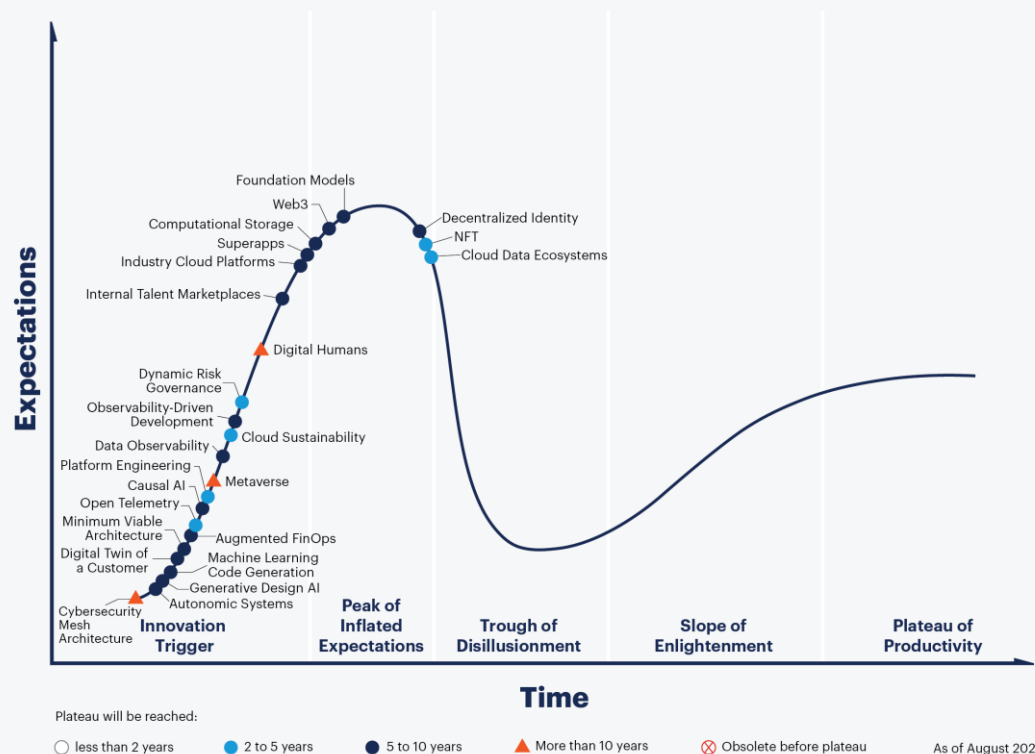 Foundation Models
Web3
Computational Storage
Superapps
Industry Cloud Platforms
Internal Talent Marketplaces
Decentralized Identity
NFT
Cloud Data Ecosystems
Digital Humans
Dynamic Risk
Governance
Observability-Driven
Development
Cloud Sustainability
Data Observability
Platform Engineering
Metaverse
Causal AI
Open Telemetry
Minimum Viable
Architecture
Augmented FinOps
Digital Twin of
a Customer
Machine Learning
Code Generation
Generative Design AI
Autonomic Systems
Cybersecurity
Mesh
Architecture
Expectations
Innovation
Trigger
Peak of
Inflated
Expectations
Trough of
Disillusionment
Slope of
Enlightenment
Plateau of
Productivity
Time
Plateau will be reached:
less than 2 years
2 to 5 years
5 to 10 years
More than 10 years
Obsolete before plateau
As of August